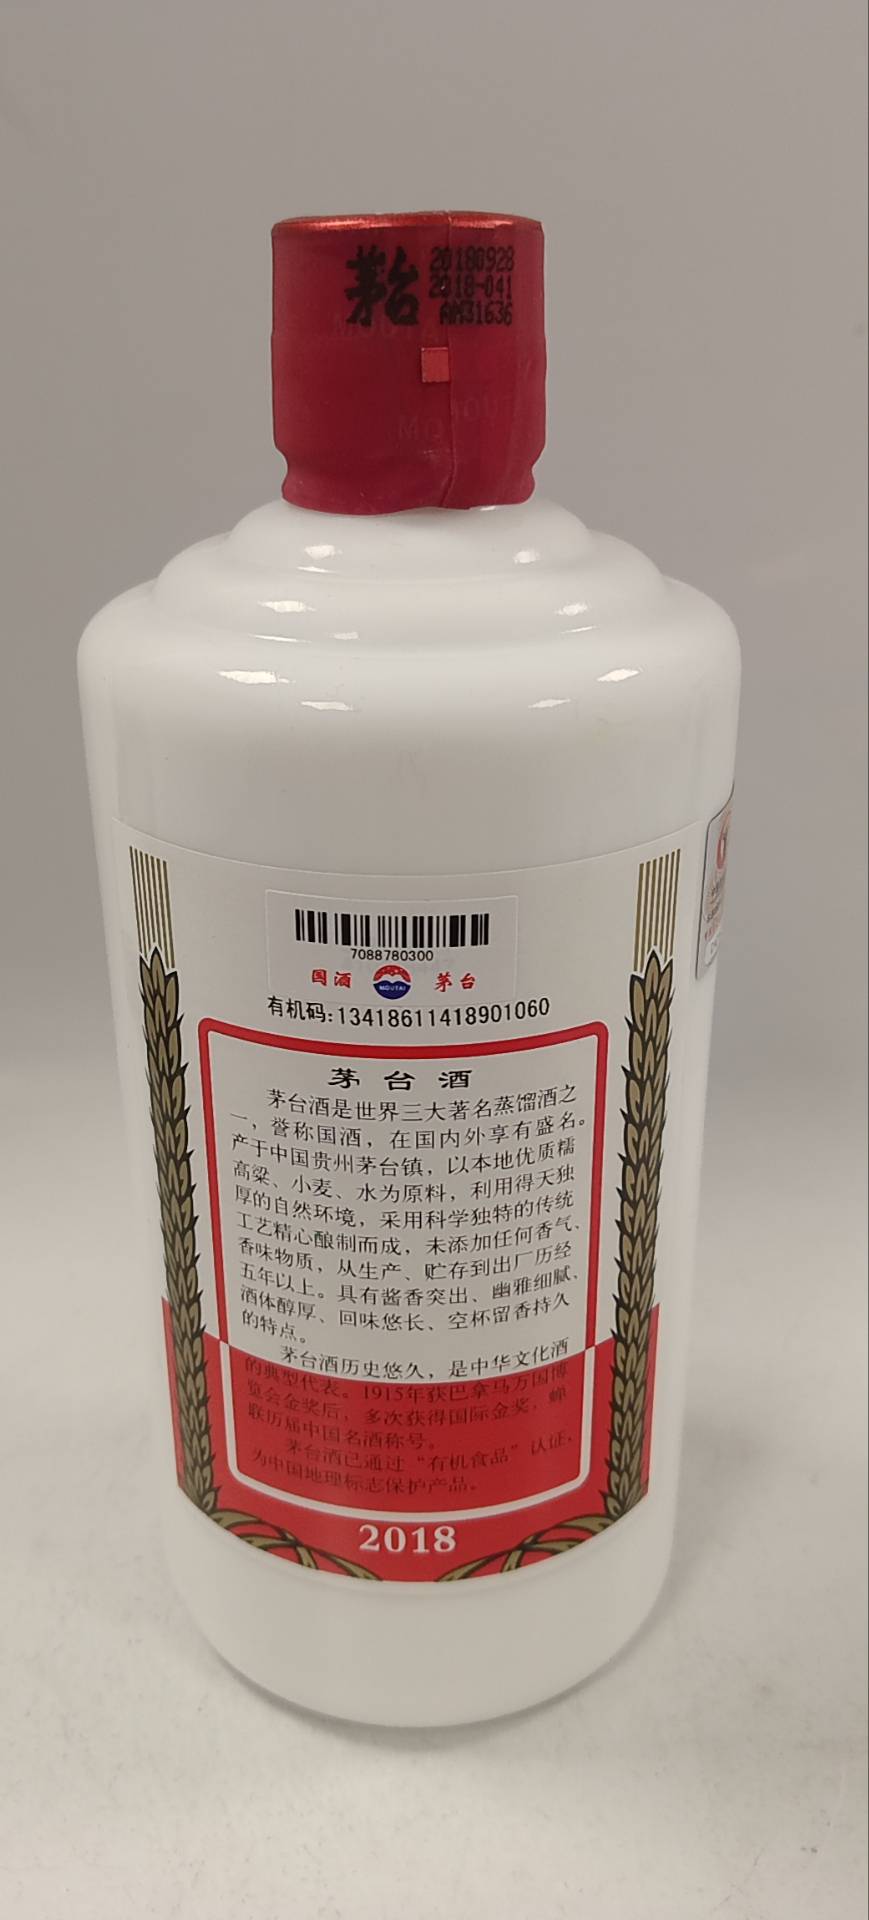 茅台
20180928
2018-041
AM31636
7088780300
国酒 MOUTAI 茅台
有机码:13418611418901060
茅台酒
茅台酒是世界三大著名蒸馏酒之
一，誉称国酒，在国内外享有盛名。
产于中国贵州茅台镇，以本地优质糯
高粱、小麦、水为原料，利用得天独
厚的自然环境，采用科学独特的传统
工艺精心酿制而成，未添加任何香气、
香味物质，从生产、贮存到出厂历经
五年以上。具有酱香突出、幽雅细腻、
酒体醇厚、回味悠长、空杯留香持久
的特点。
茅台酒历史悠久，是中华文化酒
的典型代表。1915年获巴拿马万国博
览会金奖后，多次获得国际金奖，蝉
联历届中国名酒称号。
茅台酒已通过“有机食品”认证，
为中国地理标志保护产品。
2018